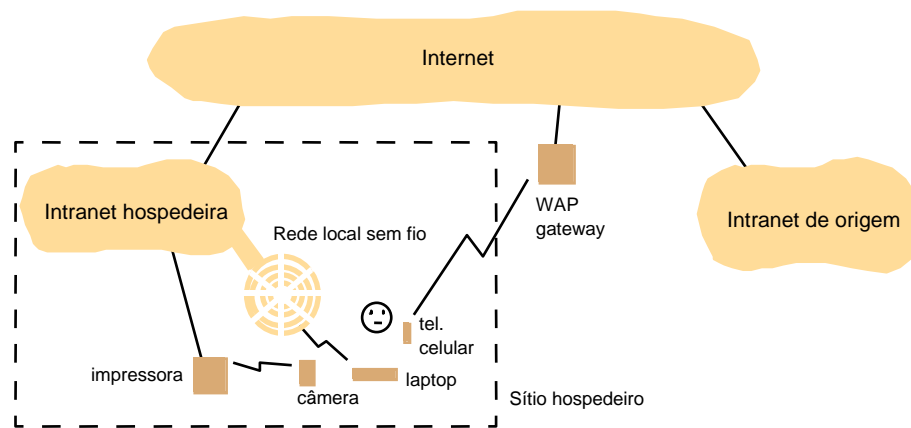 Internet
Intranet hospedeira
Rede local sem fio
WAP
gateway
Intranet de origem
tel.
celular
impressora
câmera
laptop
Sítio hospedeiro